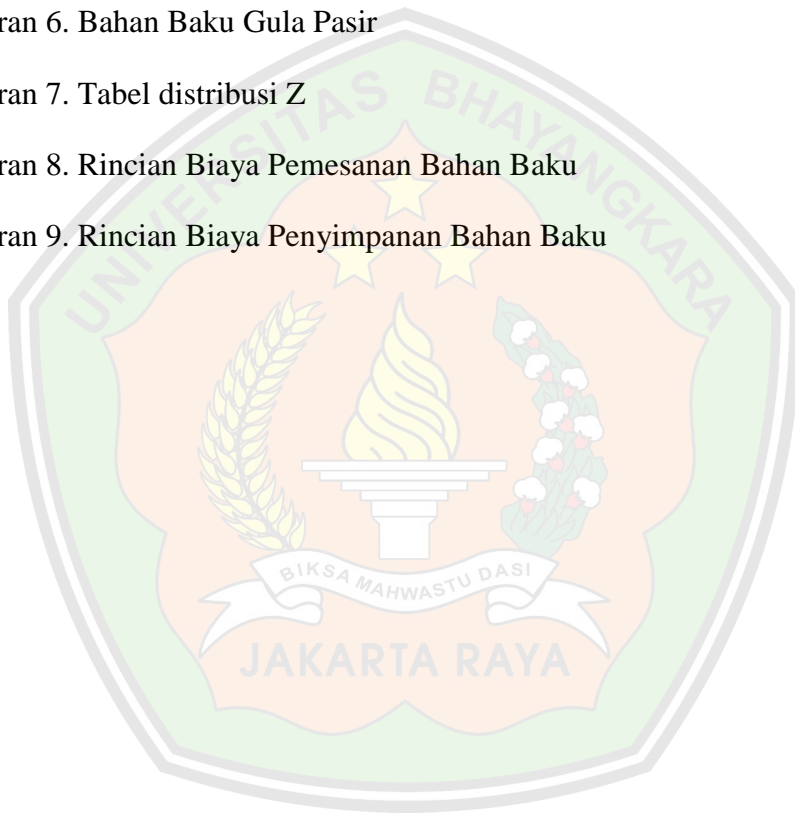 ran 6. Bahan Baku Gula Pasir
ran 7. Tabel distribusi Z
ran 8. Rincian Biaya Pemesanan Bahan Baku
ran 9. Rincian Biaya Penyimpanan Bahan Baku
UNIVERSITAS BHAYANGKARA
BIKSA MAHWASTU DASI
JAKARTA RAYA